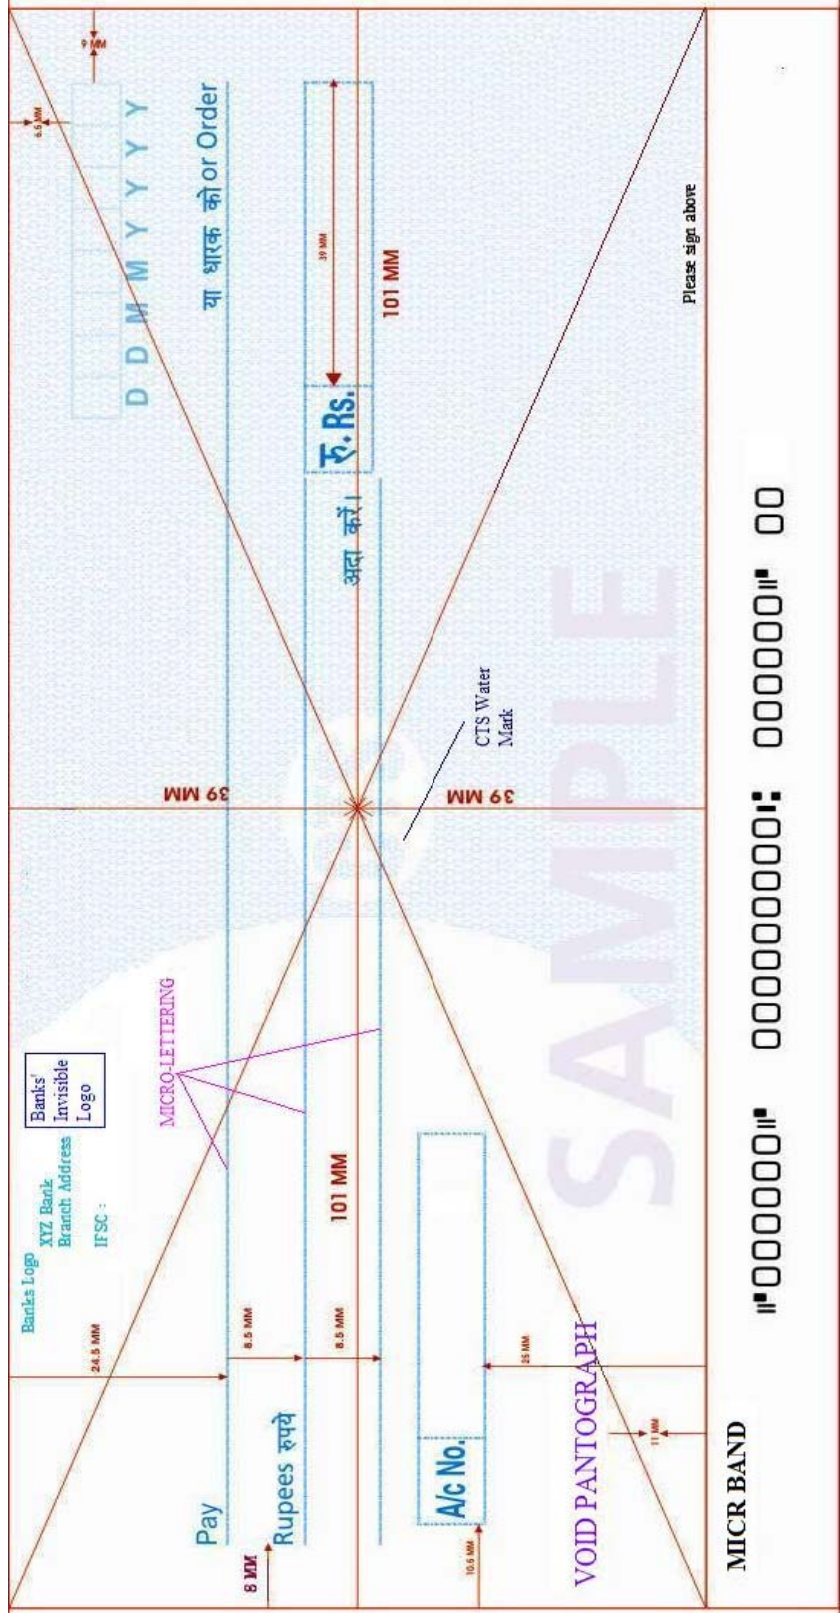 Banks Logo
XYZ Bank
Branch Address
IFSC :
Banks'
Invisible
Logo
9 MM
6.5 MM
D D M M Y Y Y Y
24.5 MM
MICRO-LETTERING
39 MM
Pay
या धारक को or Order
8 MM
8.5 MM
Rupees रुपये
101 MM
8.5 MM
अदा करें।
रु. Rs.
39 MM
101 MM
A/c No.
10.5 MM
CTS Water
Mark
39 MM
25 MM
SAMPLE
VOID PANTOGRAPH
11 MM
Please sign above
MICR BAND
⑈000000⑈ 000000000⑆ 000000⑈ 00